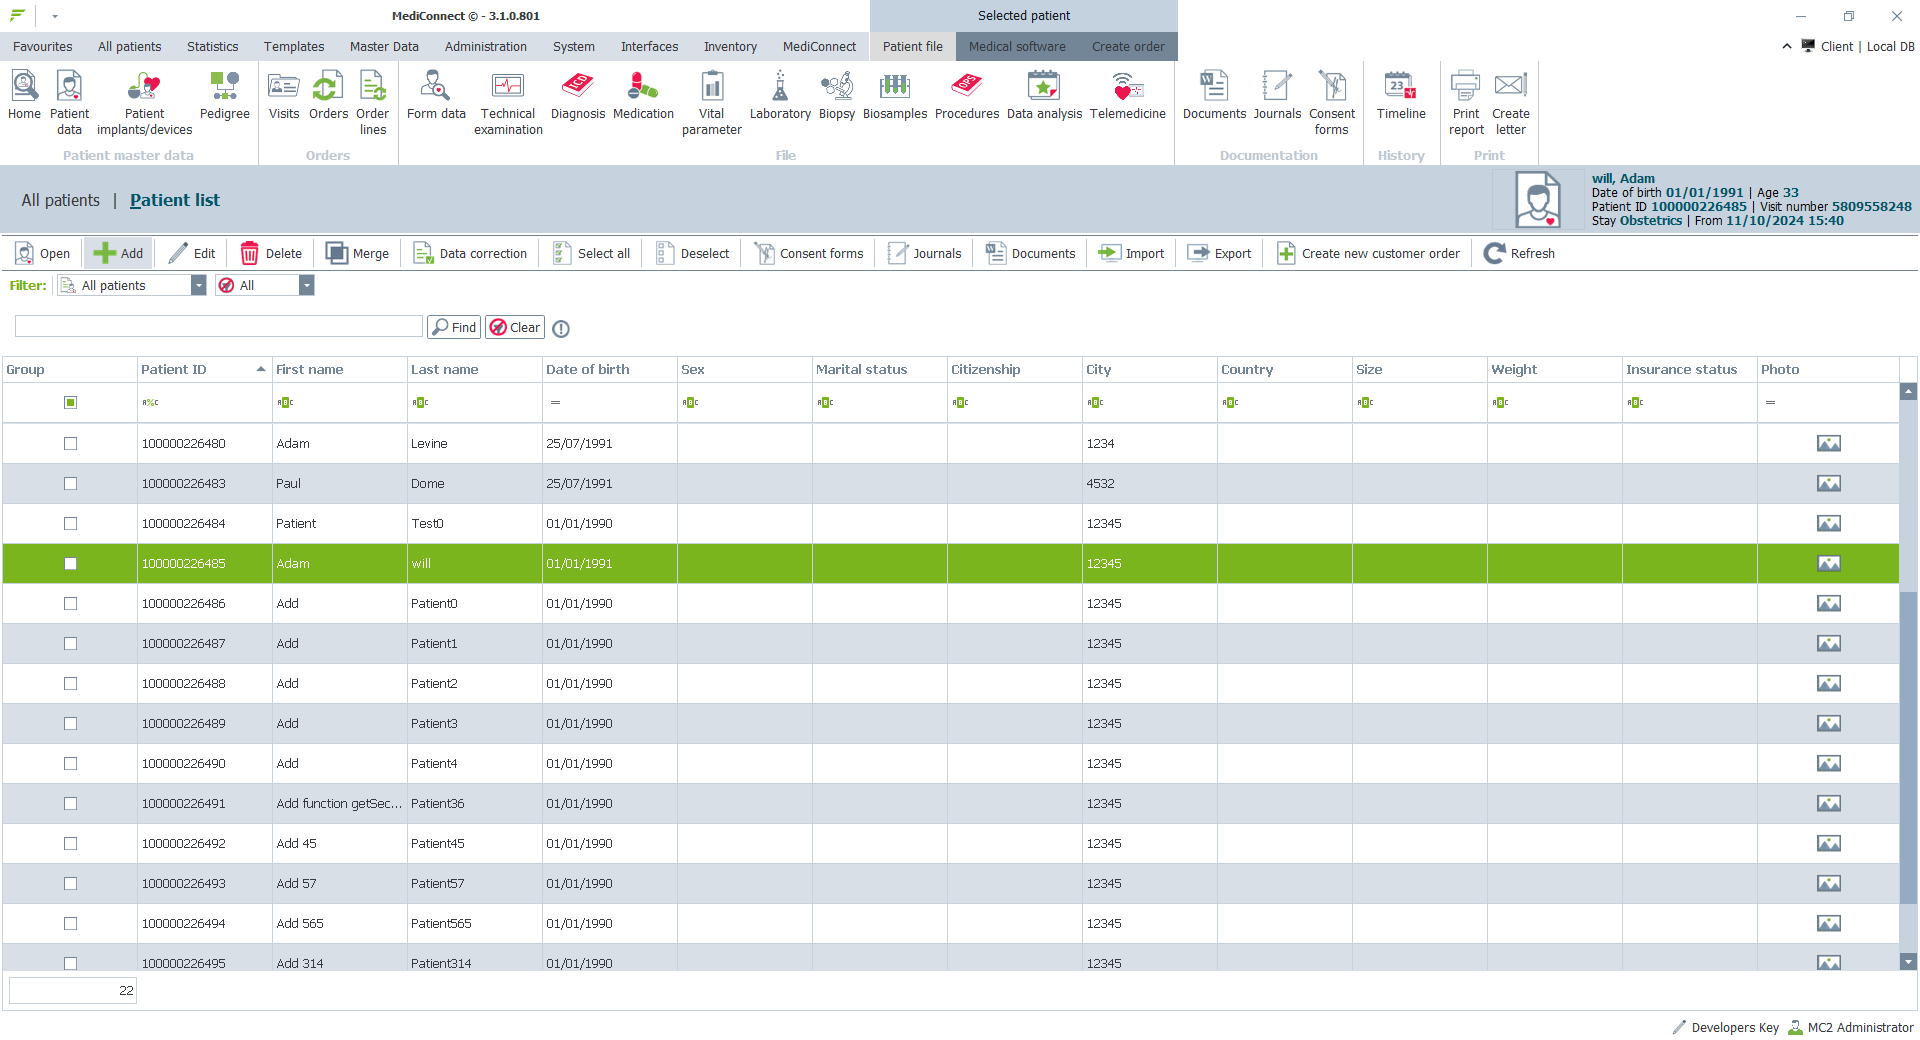 MediConnect © - 3.1.0.801
Selected patient
Favourites All patients Statistics Templates Master Data Administration System Interfaces Inventory MediConnect Patient file Medical software Create order
Client | Local DB
Home Patient data Patient implants/devices Pedigree
Patient master data
Visits Orders Order lines
Orders
Form data Technical examination Diagnosis Medication Vital parameter Laboratory Biopsy Biosamples Procedures Data analysis Telemedicine
File
Documents Journals Consent forms
Documentation
Timeline
History
Print report Create letter
Print
All patients | Patient list
will, Adam
Date of birth 01/01/1991 | Age 33
Patient ID 100000226485 | Visit number 5809558248
Stay Obstetrics | From 11/10/2024 15:40
Open Add Edit Delete Merge Data correction Select all Deselect Consent forms Journals Documents Import Export Create new customer order Refresh
Filter: All patients All
Find Clear
Group Patient ID First name Last name Date of birth Sex Marital status Citizenship City Country Size Weight Insurance status Photo
100000226480 Adam Levine 25/07/1991 1234
100000226483 Paul Dome 25/07/1991 4532
100000226484 Patient Test0 01/01/1990 12345
100000226485 Adam will 01/01/1991 12345
100000226486 Add Patient0 01/01/1990 12345
100000226487 Add Patient1 01/01/1990 12345
100000226488 Add Patient2 01/01/1990 12345
100000226489 Add Patient3 01/01/1990 12345
100000226490 Add Patient4 01/01/1990 12345
100000226491 Add function getSec... Patient36 01/01/1990 12345
100000226492 Add 45 Patient45 01/01/1990 12345
100000226493 Add 57 Patient57 01/01/1990 12345
100000226494 Add 565 Patient565 01/01/1990 12345
100000226495 Add 314 Patient314 01/01/1990 12345
22
Developers Key MC2 Administrator